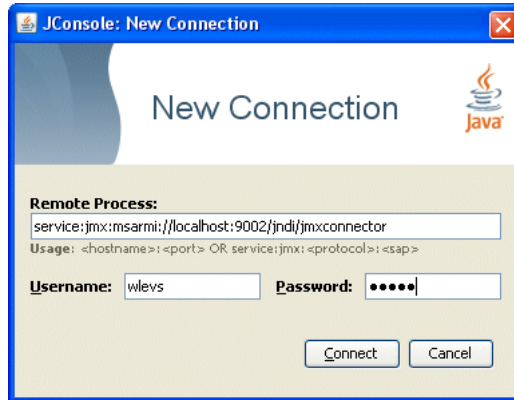 JConsole: New Connection
New Connection
Java
Remote Process:
service:jmx:msarmi://localhost:9002/jndi/jmxconnector
Usage: <hostname>:<port> OR service:jmx:<protocol>:<sap>
Username: wlevs Password: •••••
Connect Cancel